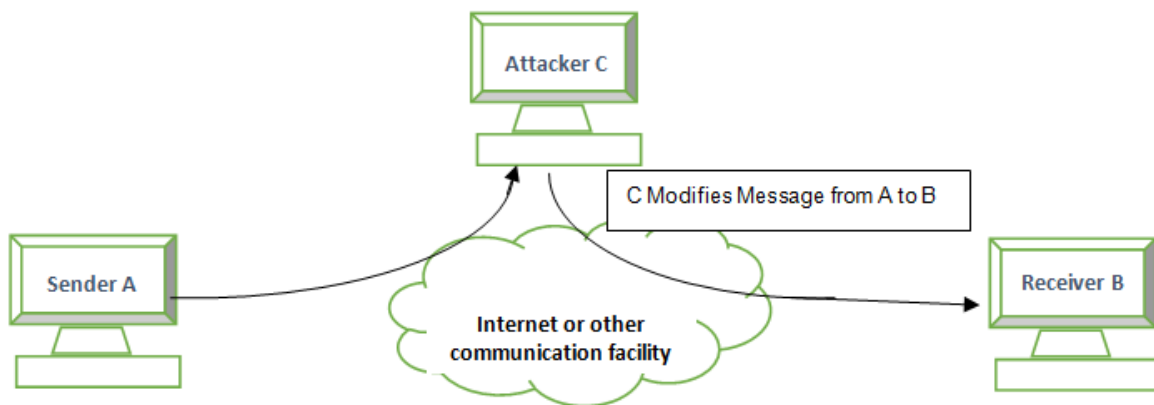 Attacker C
C Modifies Message from A to B
Sender A
Receiver B
Internet or other
communication facility